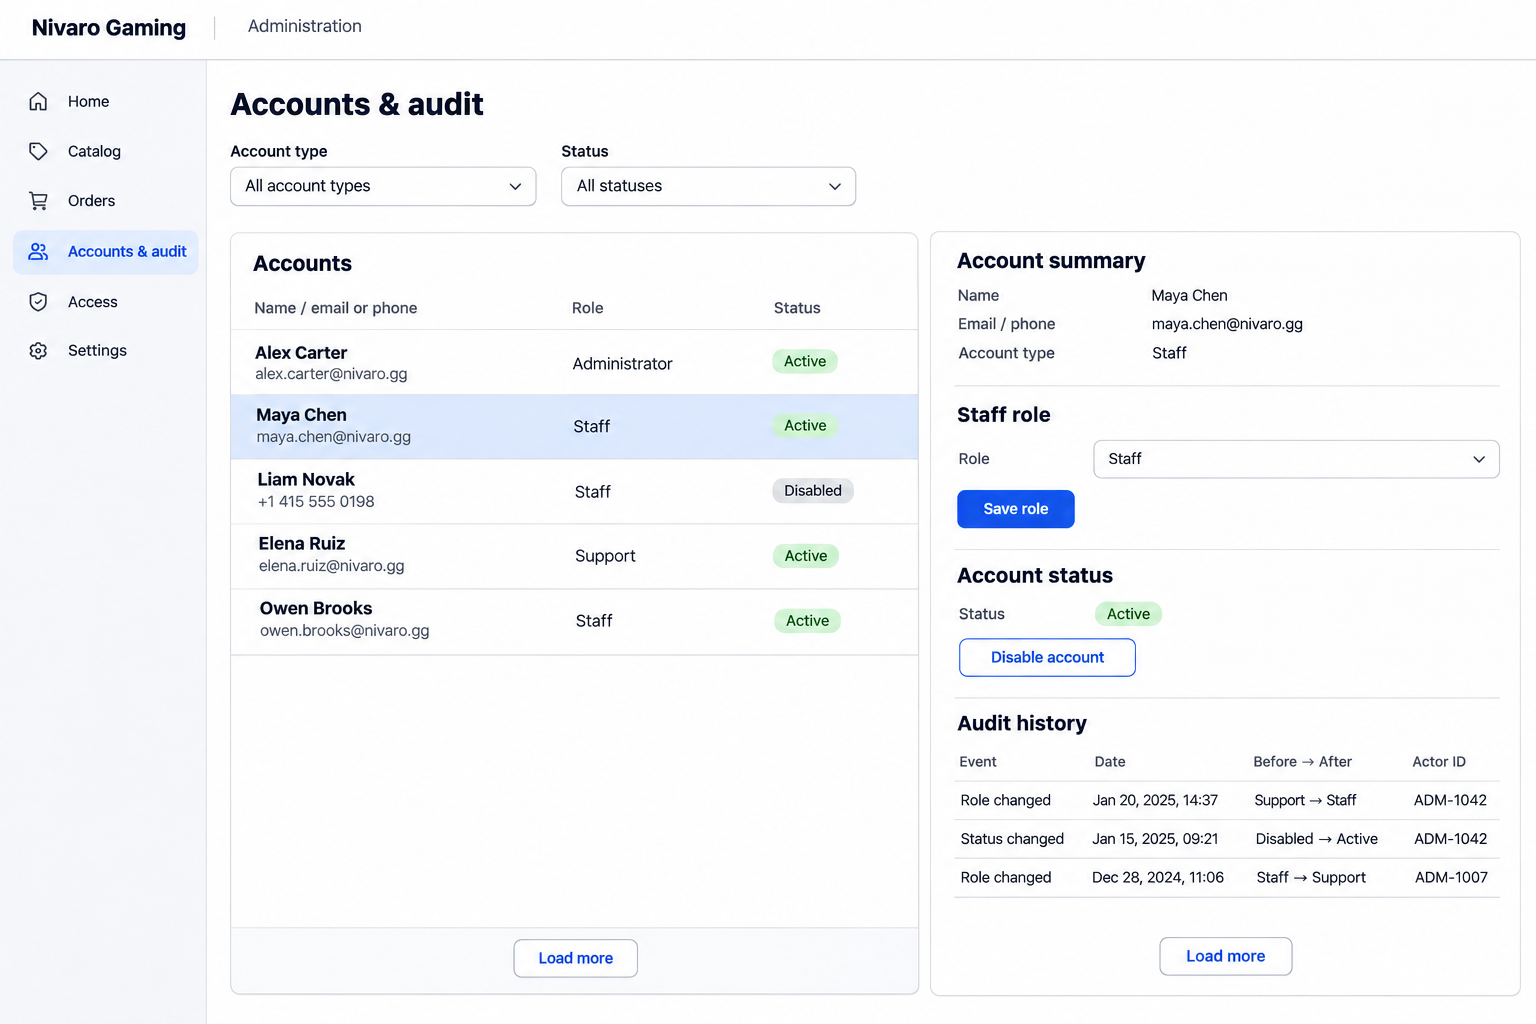 Nivaro Gaming
Administration
Home
Catalog
Orders
Accounts & audit
Access
Settings
Accounts & audit
Account type
Status
All account types
All statuses
Accounts
Name / email or phone Role Status
Alex Carter
alex.carter@nivaro.gg
Administrator
Active
Maya Chen
maya.chen@nivaro.gg
Staff
Active
Liam Novak
+1 415 555 0198
Staff
Disabled
Elena Ruiz
elena.ruiz@nivaro.gg
Support
Active
Owen Brooks
owen.brooks@nivaro.gg
Staff
Active
Load more
Account summary
Name Maya Chen
Email / phone maya.chen@nivaro.gg
Account type Staff
Staff role
Role Staff
Save role
Account status
Status Active
Disable account
Audit history
Event Date Before → After Actor ID
Role changed Jan 20, 2025, 14:37 Support → Staff ADM-1042
Status changed Jan 15, 2025, 09:21 Disabled → Active ADM-1042
Role changed Dec 28, 2024, 11:06 Staff → Support ADM-1007
Load more